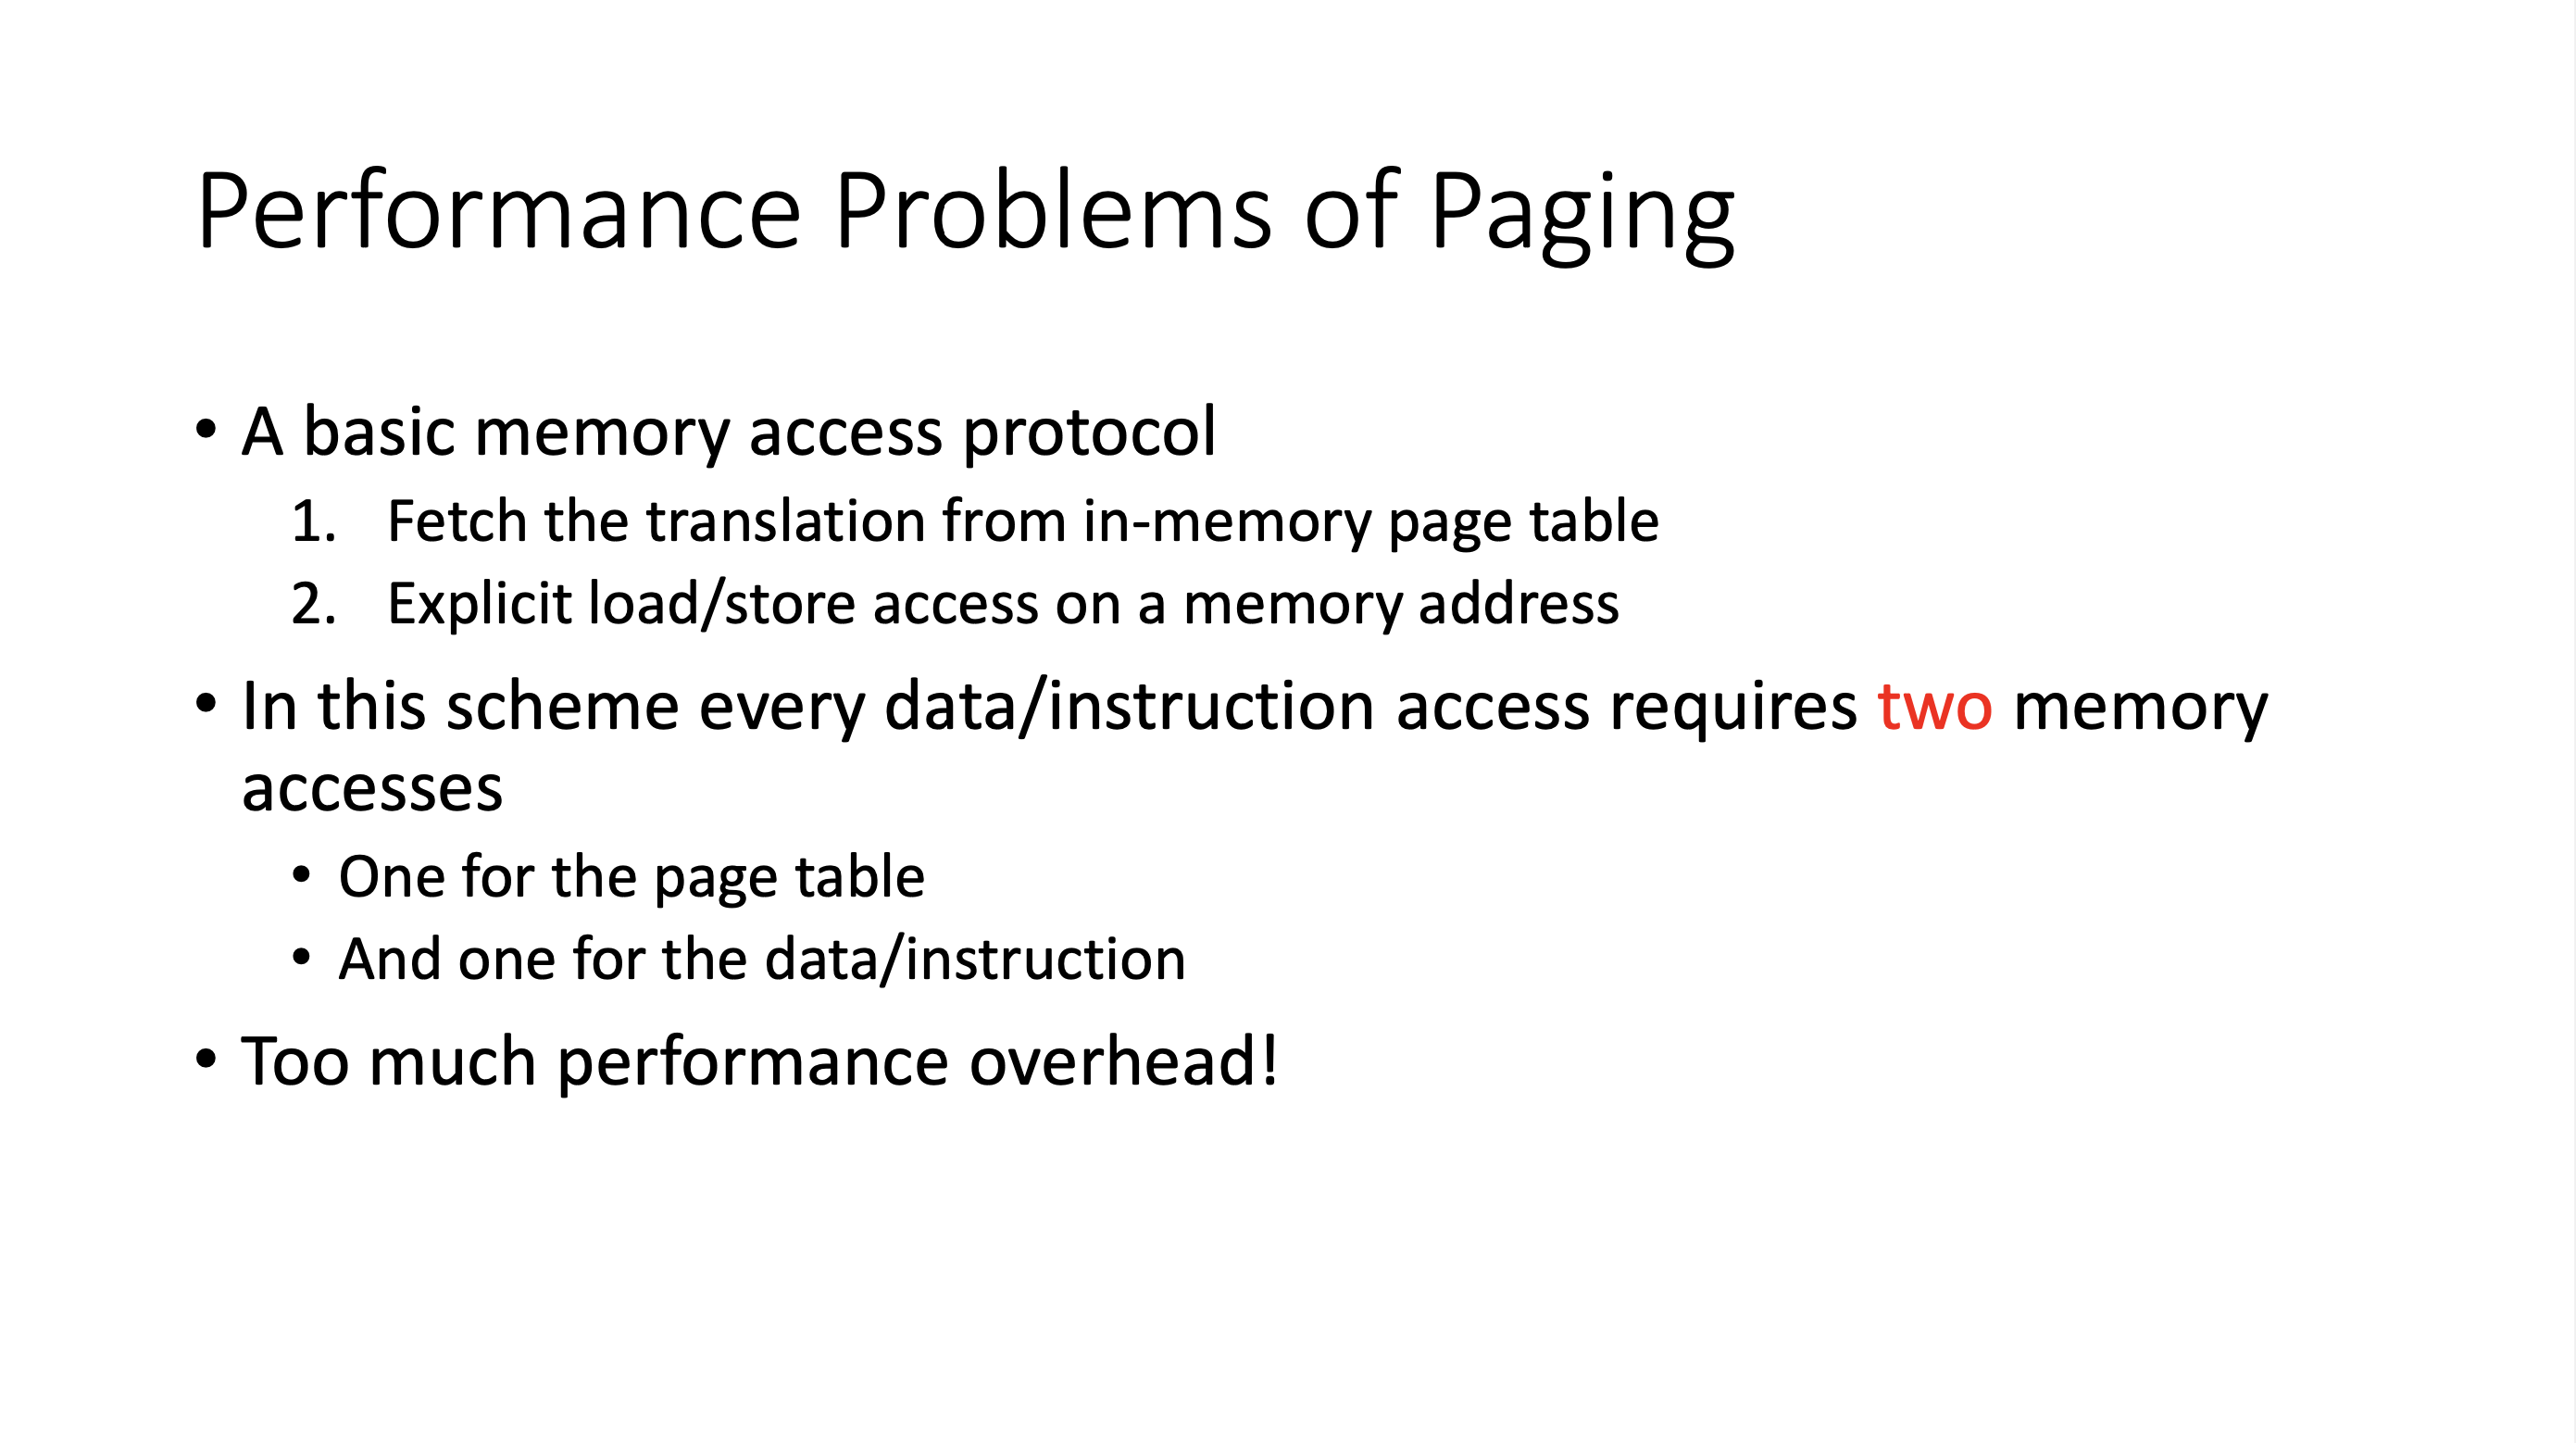 Performance Problems of Paging
• A basic memory access protocol
1. Fetch the translation from in-memory page table
2. Explicit load/store access on a memory address
• In this scheme every data/instruction access requires two memory
accesses
• One for the page table
• And one for the data/instruction
• Too much performance overhead!